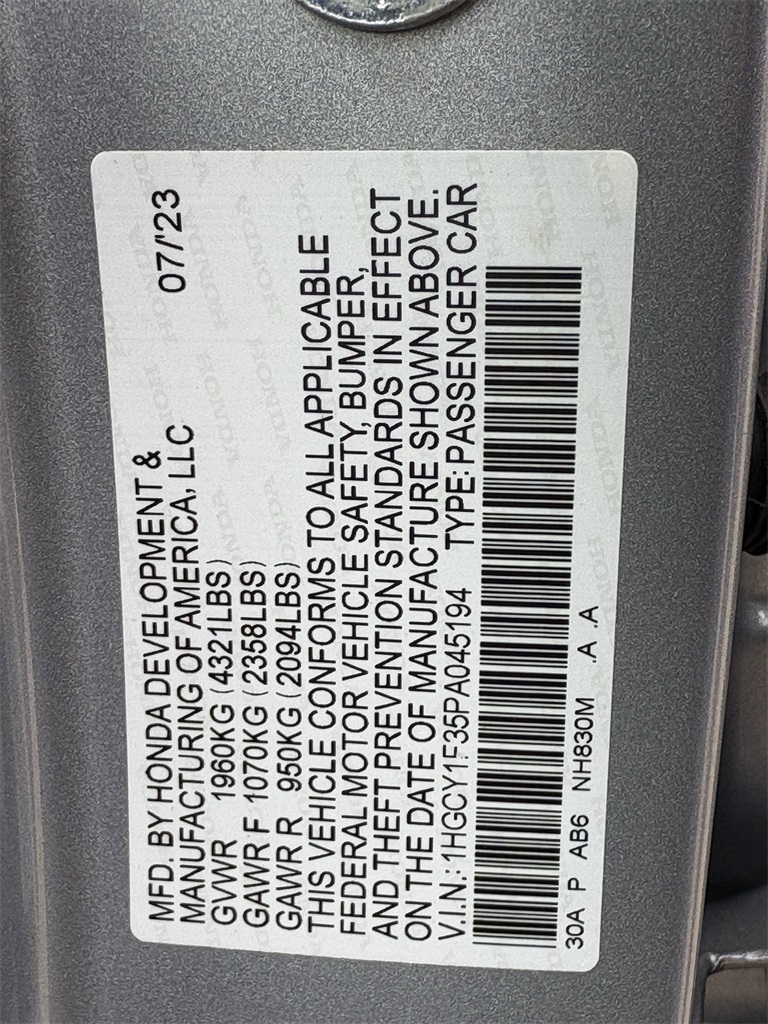 MFD. BY HONDA DEVELOPMENT &
MANUFACTURING OF AMERICA, LLC 07/'23
GVWR 1960KG (4321LBS)
GAWR F 1070KG (2358LBS)
GAWR R 950KG (2094LBS)
THIS VEHICLE CONFORMS TO ALL APPLICABLE
FEDERAL MOTOR VEHICLE SAFETY, BUMPER,
AND THEFT PREVENTION STANDARDS IN EFFECT
ON THE DATE OF MANUFACTURE SHOWN ABOVE.
V.I.N.: 1HGCY1F35PA045194 TYPE: PASSENGER CAR
30A P AB6 NH830M .A .A